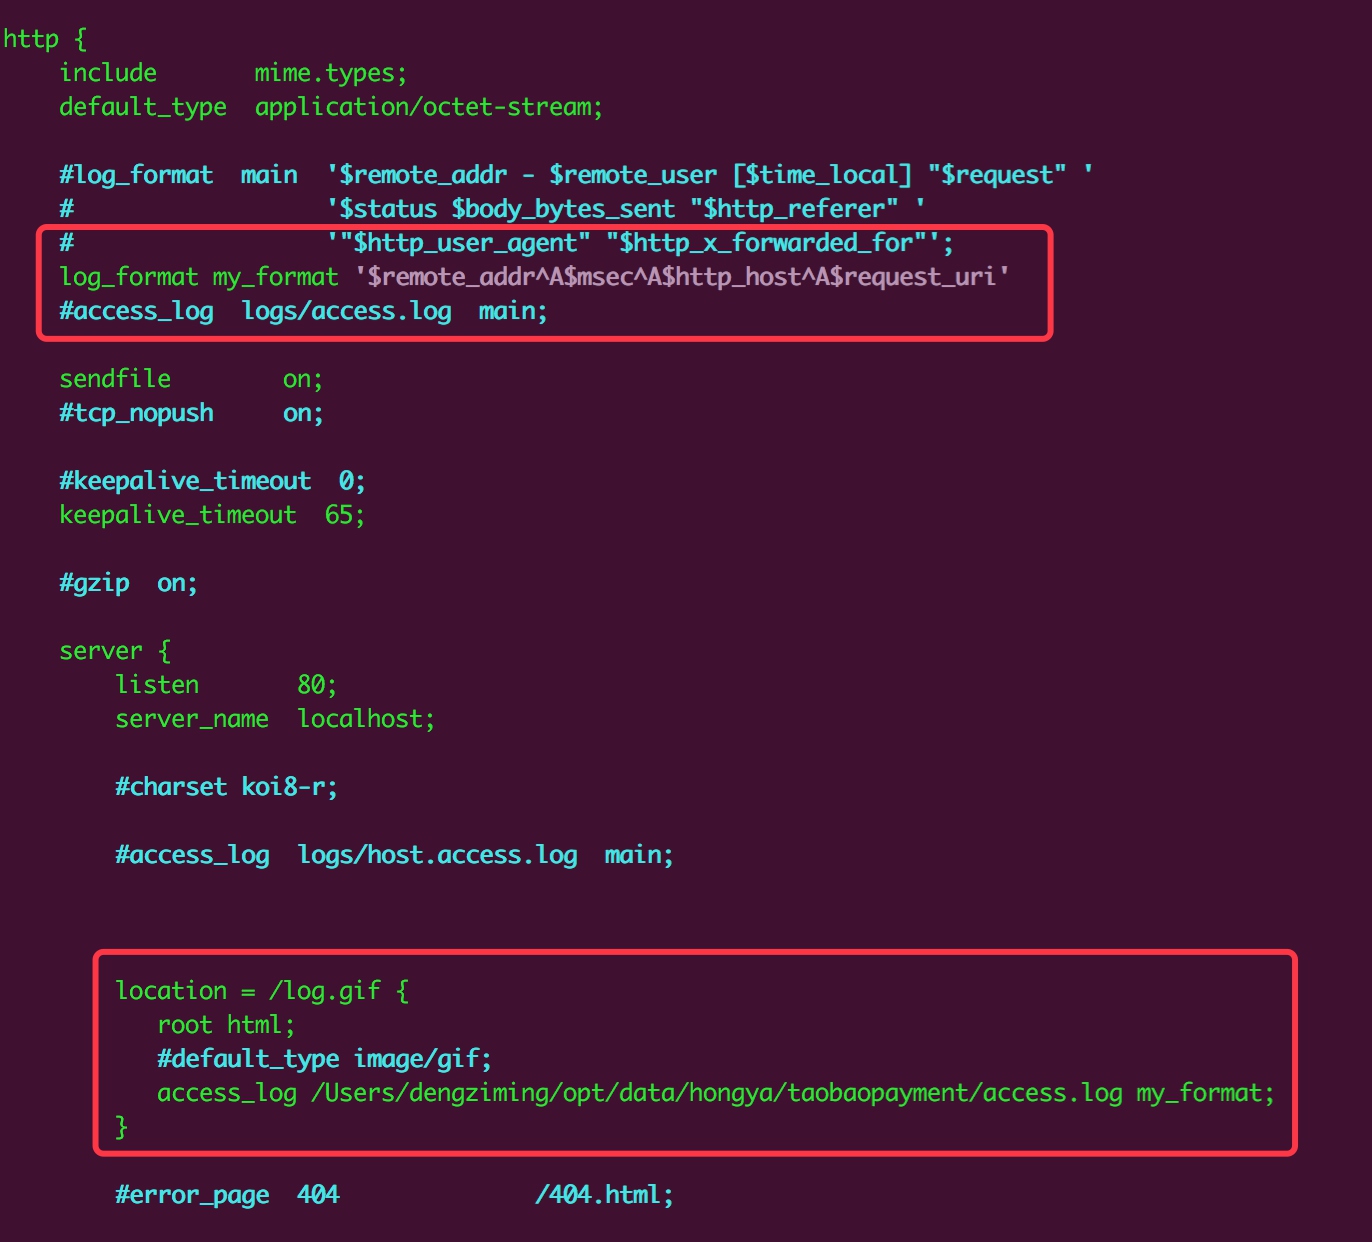 http {
    include       mime.types;
    default_type  application/octet-stream;

    #log_format  main  '$remote_addr - $remote_user [$time_local] "$request" '
    #                  '$status $body_bytes_sent "$http_referer" '
    #                  '"$http_user_agent" "$http_x_forwarded_for"';
    log_format my_format '$remote_addr^A$msec^A$http_host^A$request_uri'
    #access_log  logs/access.log  main;

    sendfile        on;
    #tcp_nopush     on;

    #keepalive_timeout  0;
    keepalive_timeout  65;

    #gzip  on;

    server {
        listen       80;
        server_name  localhost;

        #charset koi8-r;

        #access_log  logs/host.access.log  main;

        location = /log.gif {
           root html;
           #default_type image/gif;
           access_log /Users/dengziming/opt/data/hongya/taobaopayment/access.log my_format;
        }

        #error_page  404              /404.html;